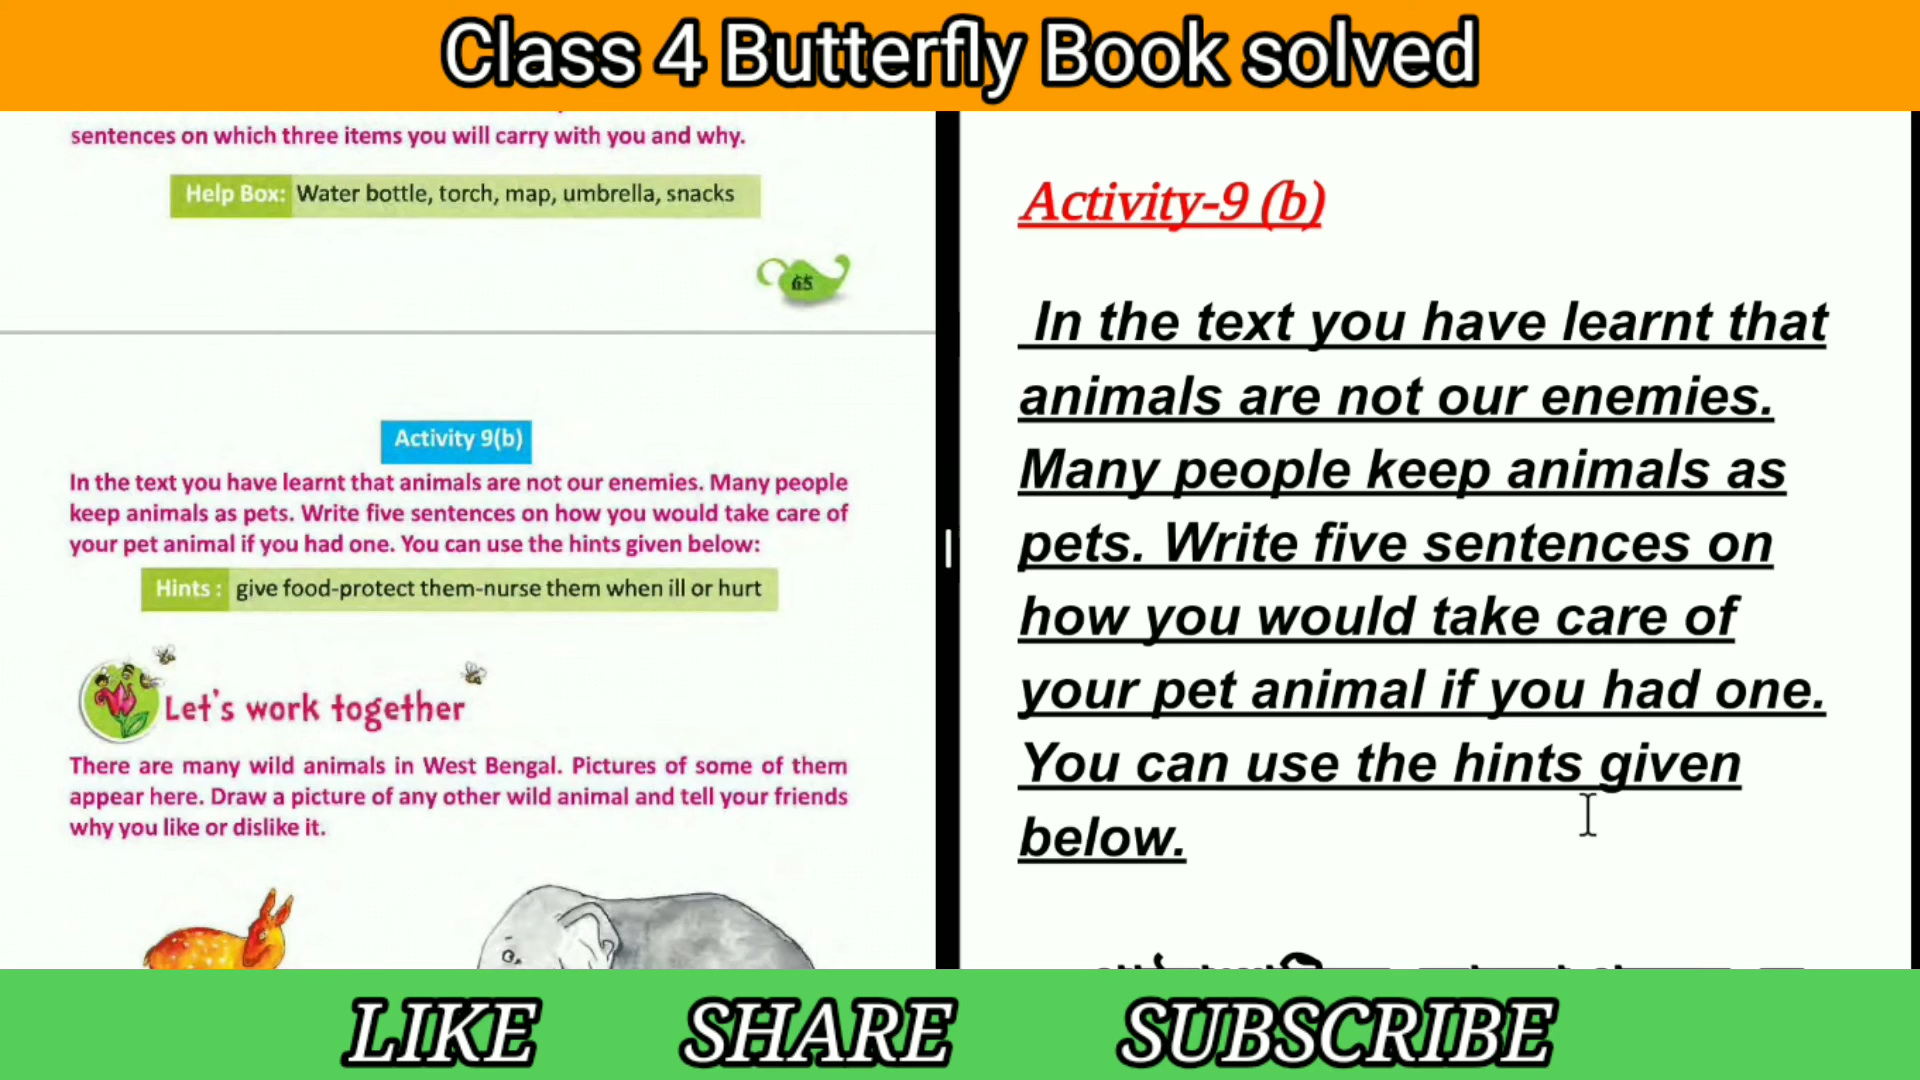 Class 4 Butterfly Book solved
sentences on which three items you will carry with you and why.
Help Box: Water bottle, torch, map, umbrella, snacks
65
Activity 9(b)
In the text you have learnt that animals are not our enemies. Many people
keep animals as pets. Write five sentences on how you would take care of
your pet animal if you had one. You can use the hints given below:
Hints : give food-protect them-nurse them when ill or hurt
Let's work together
There are many wild animals in West Bengal. Pictures of some of them
appear here. Draw a picture of any other wild animal and tell your friends
why you like or dislike it.
Activity-9 (b)
In the text you have learnt that
animals are not our enemies.
Many people keep animals as
pets. Write five sentences on
how you would take care of
your pet animal if you had one.
You can use the hints given
below.
LIKE SHARE SUBSCRIBE